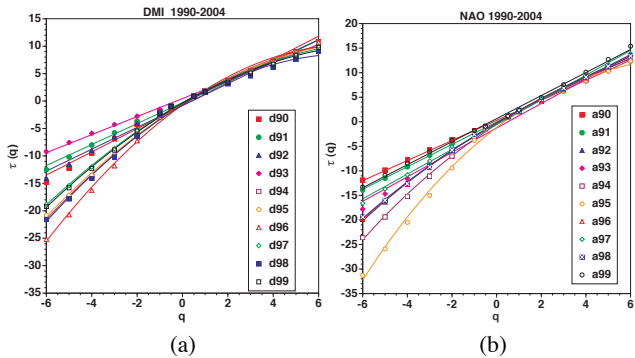 DMI 1990-2004
15
10
5
0
-5
-10
-15
-20
-25
-30
-35
τ (q)
-6 -4 -2 0 2 4 6
q
d90
d91
d92
d93
d94
d95
d96
d97
d98
d99
(a)
NAO 1990-2004
20
15
10
5
0
-5
-10
-15
-20
-25
-30
-35
τ (q)
-6 -4 -2 0 2 4 6
q
a90
a91
a92
a93
a94
a95
a96
a97
a98
a99
(b)